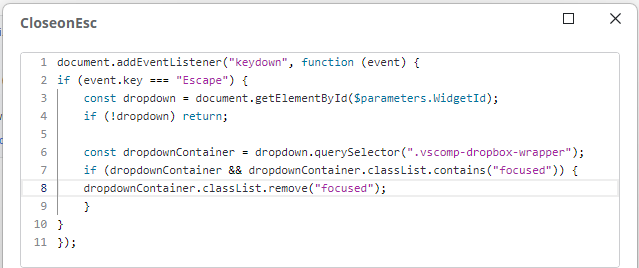 CloseonEsc
1 document.addEventListener("keydown", function (event) {
2 if (event.key === "Escape") {
3     const dropdown = document.getElementById($parameters.WidgetId);
4     if (!dropdown) return;
5
6     const dropdownContainer = dropdown.querySelector(".vscomp-dropbox-wrapper");
7     if (dropdownContainer && dropdownContainer.classList.contains("focused")) {
8     dropdownContainer.classList.remove("focused");
9     }
10 }
11 });